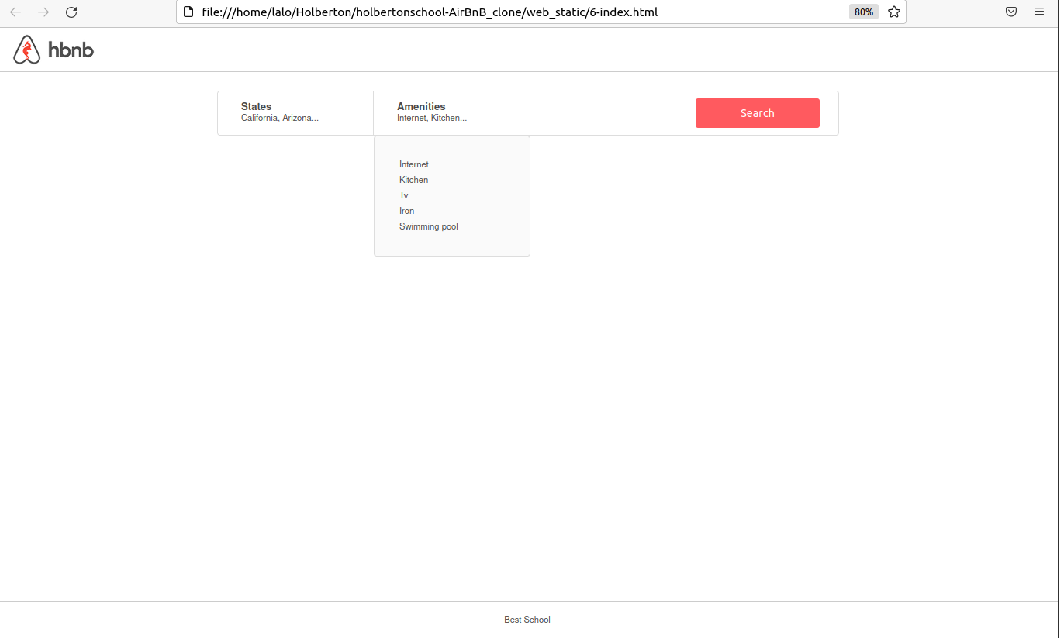 file:///home/lalo/Holberton/holbertonschool-AirBnB_clone/web_static/6-index.html 80%
hbnb
States
California, Arizona...
Amenities
Internet, Kitchen...
Search
Internet
Kitchen
Tv
Iron
Swimming pool
Best School